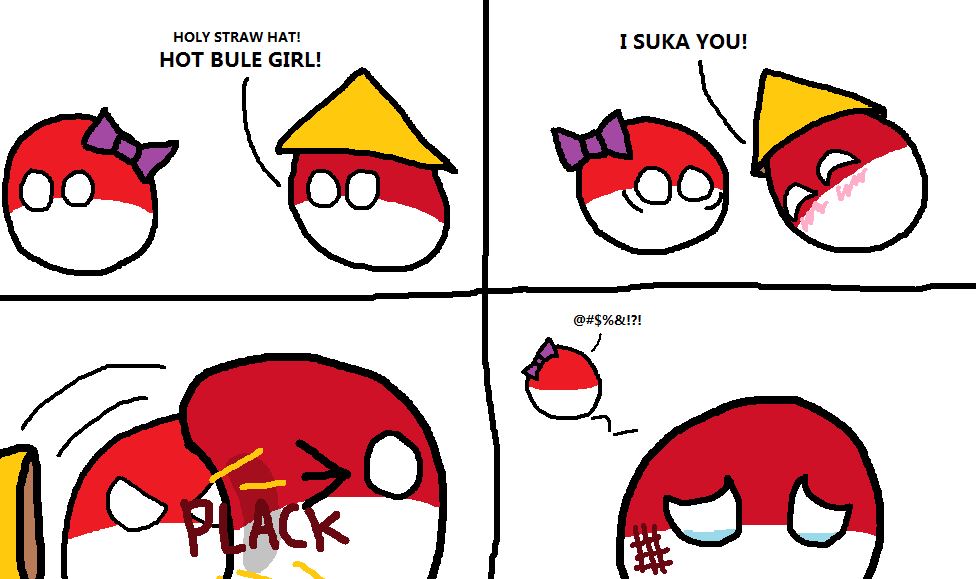 HOLY STRAW HAT!
HOT BULE GIRL!
I SUKA YOU!
PLACK
@#$%&!?!